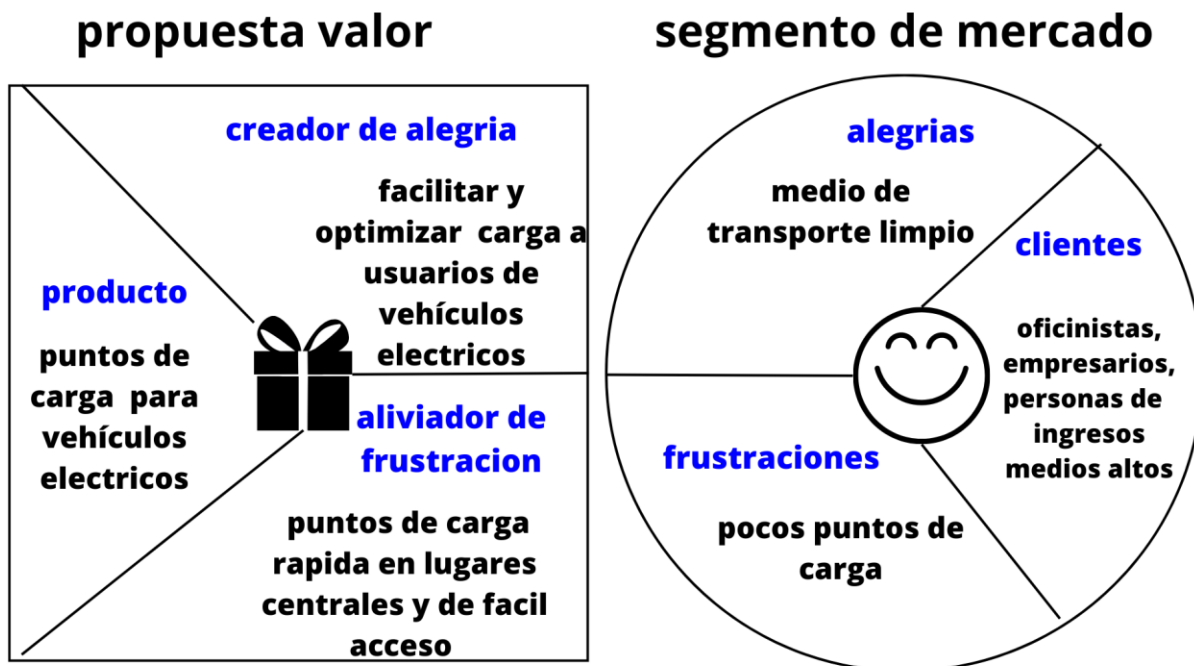 propuesta valor
segmento de mercado
creador de alegria
facilitar y
optimizar carga a
usuarios de
vehículos
electricos
producto
puntos de
carga para
vehículos
electricos
aliviador de
frustracion
puntos de carga
rapida en lugares
centrales y de facil
acceso
alegrias
medio de
transporte limpio
clientes
oficinistas,
empresarios,
personas de
ingresos
medios altos
frustraciones
pocos puntos de
carga